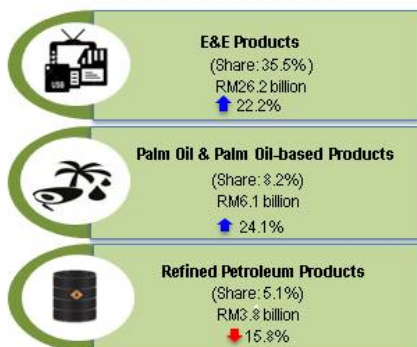 E&E Products
(Share: 35.5%)
RM26.2 billion
22.2%
USB
Palm Oil & Palm Oil-based Products
(Share: 8.2%)
RM6.1 billion
24.1%
Refined Petroleum Products
(Share: 5.1%)
RM3.8 billion
15.8%